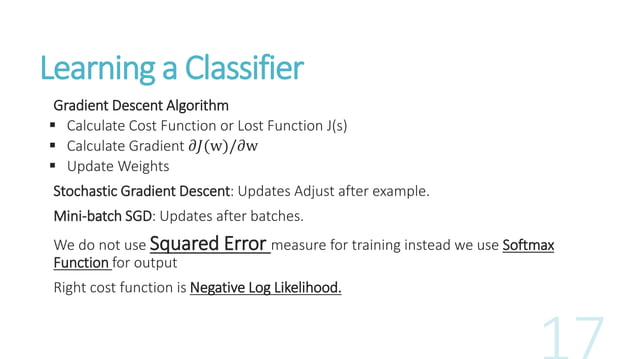 Learning a Classifier
Gradient Descent Algorithm
▪ Calculate Cost Function or Lost Function J(s)
▪ Calculate Gradient ∂J(w)/∂w
▪ Update Weights
Stochastic Gradient Descent: Updates Adjust after example.
Mini-batch SGD: Updates after batches.
We do not use Squared Error measure for training instead we use Softmax
Function for output
Right cost function is Negative Log Likelihood.
17